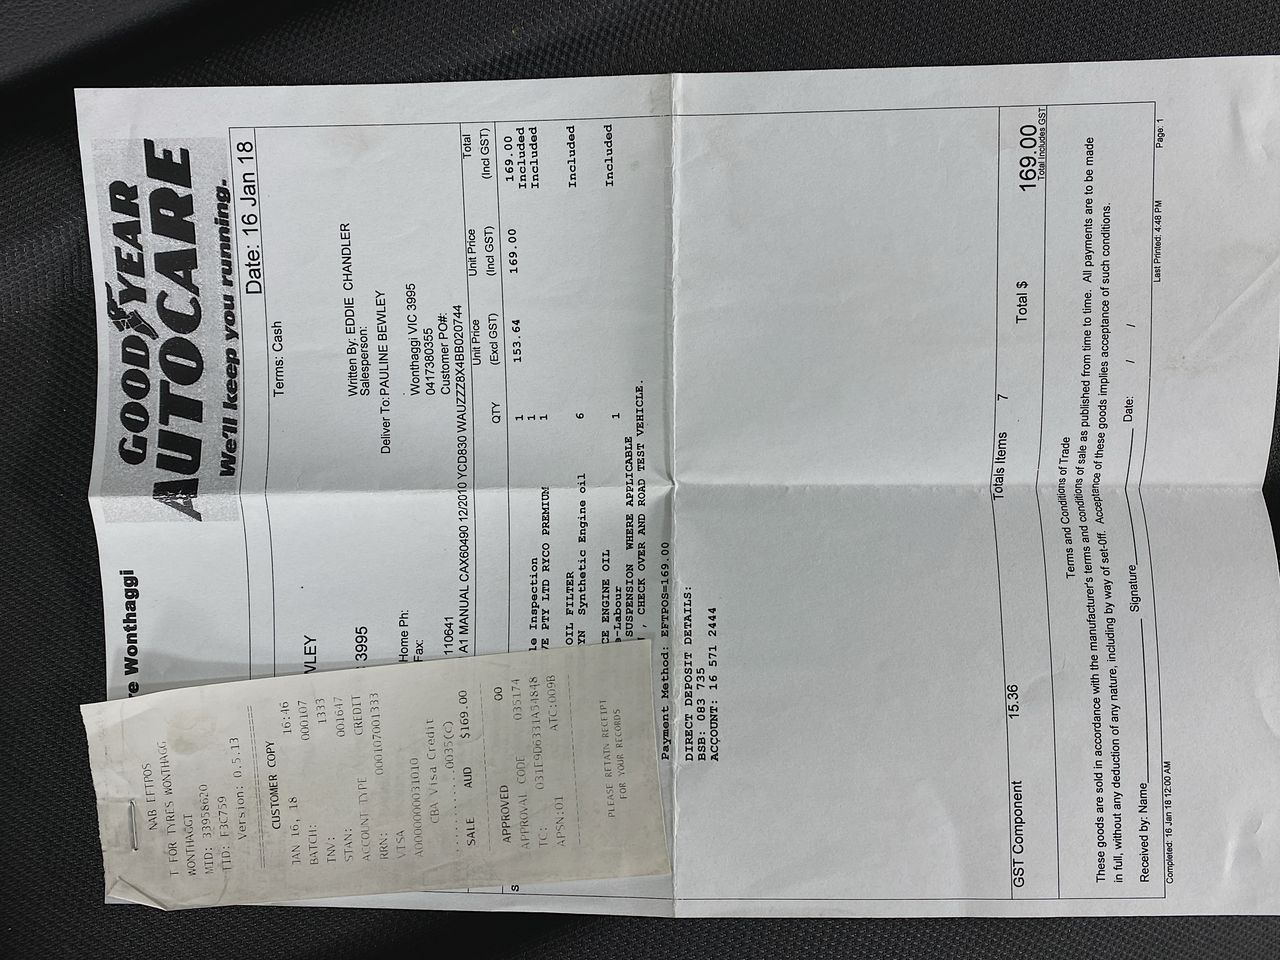 GOODYEAR
AUTOCARE
We'll keep you running.
re Wonthaggi
Date: 16 Jan 18
Terms: Cash
WLEY
Written By: EDDIE CHANDLER
Salesperson:
Deliver To: PAULINE BEWLEY
3995
Wonthaggi VIC 3995
Home Ph:
0417380355
Fax:
Customer PO#:
110641
A1 MANUAL CAX60490 12/2010 YCD830 WAUZZZ8X4BB020744
QTY Unit Price (Excl GST) Unit Price (Incl GST) Total (Incl GST)
le Inspection 1 153.64 169.00 169.00
VE PTY LTD RYCO PREMIUM 1 Included
1 Included
OIL FILTER
YN Synthetic Engine oil 6 Included
CE ENGINE OIL
-Labour 1 Included
SUSPENSION WHERE APPLICABLE
, CHECK OVER AND ROAD TEST VEHICLE.
Payment Method: EFTPOS=169.00
DIRECT DEPOSIT DETAILS:
BSB: 083 735
ACCOUNT: 16 571 2444
GST Component 15.36 Totals Items 7 Total $ 169.00
Total Includes GST
Terms and Conditions of Trade
These goods are sold in accordance with the manufacturer's terms and conditions of sale as published from time to time. All payments are to be made
in full, without any deduction of any nature, including by way of set-off. Acceptance of these goods implies acceptance of such conditions.
Received by: Name Signature Date: / /
Completed: 16 Jan 18 12:00 AM Last Printed: 4:48 PM Page: 1
NAB EFTPOS
T FOR TYRES WONTHAGG
WONTHAGGI
MID: 33958620
TID: F3C759
Version: 0.5.13
CUSTOMER COPY
JAN 16, 18 16:46
BATCH: 000107
INV: 1333
STAN: 001647
ACCOUNT TYPE CREDIT
RRN: 000107001333
VISA
A0000000031010
CBA Visa Credit
............0035(c)
SALE AUD $169.00
APPROVED 00
APPROVAL CODE 035174
TC: 031E9D6331A54848
APSN:01 ATC:009B
PLEASE RETAIN RECEIPT
FOR YOUR RECORDS
S